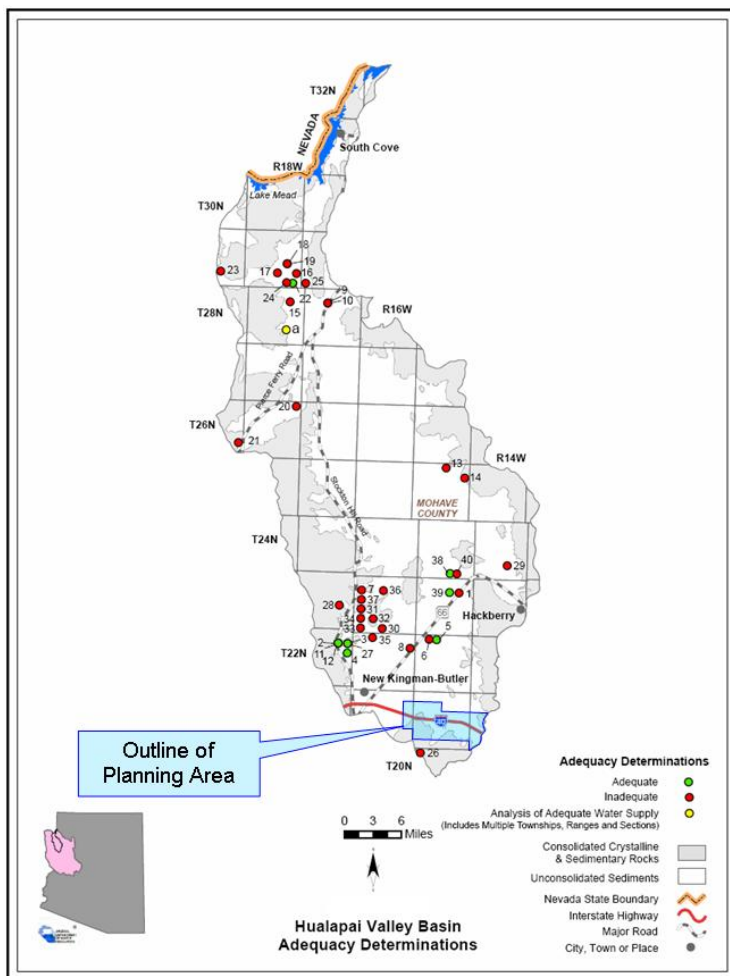 T32N
NEVADA
South Cove
R18W
Lake Mead
T30N
18
19
23
17
16
25
24
22
9
10
15
T28N
R16W
a
Pierce Ferry Road
20
T26N
21
R14W
13
14
Stockton Hill Road
MOHAVE
COUNTY
T24N
38
40
29
7
36
39
1
37
28
31
66
Hackberry
34
32
33
30
5
2
3
35
T22N
11
27
8
6
12
4
New Kingman-Butler
40
Outline of
Planning Area
26
T20N
Adequacy Determinations
Adequate
Inadequate
Analysis of Adequate Water Supply
(Includes Multiple Townships, Ranges and Sections)
0 3 6
Miles
Consolidated Crystalline
& Sedimentary Rocks
Unconsolidated Sediments
Nevada State Boundary
Interstate Highway
Major Road
City, Town or Place
Hualapai Valley Basin
Adequacy Determinations